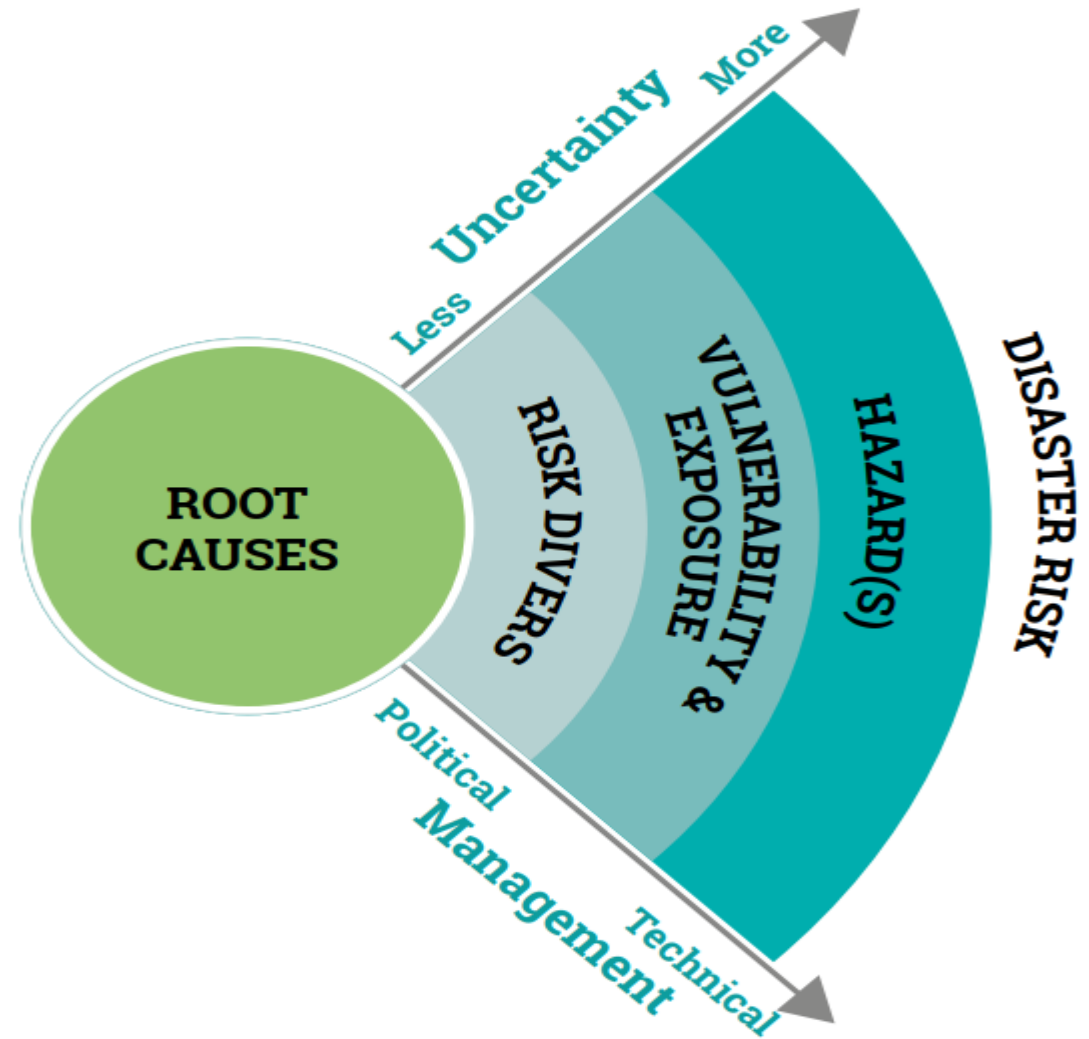 More
Uncertainty
Less
ROOT
CAUSES
RISK DIVERS
VULNERABILITY &
EXPOSURE
HAZARD(S)
DISASTER RISK
Political
Management
Technical